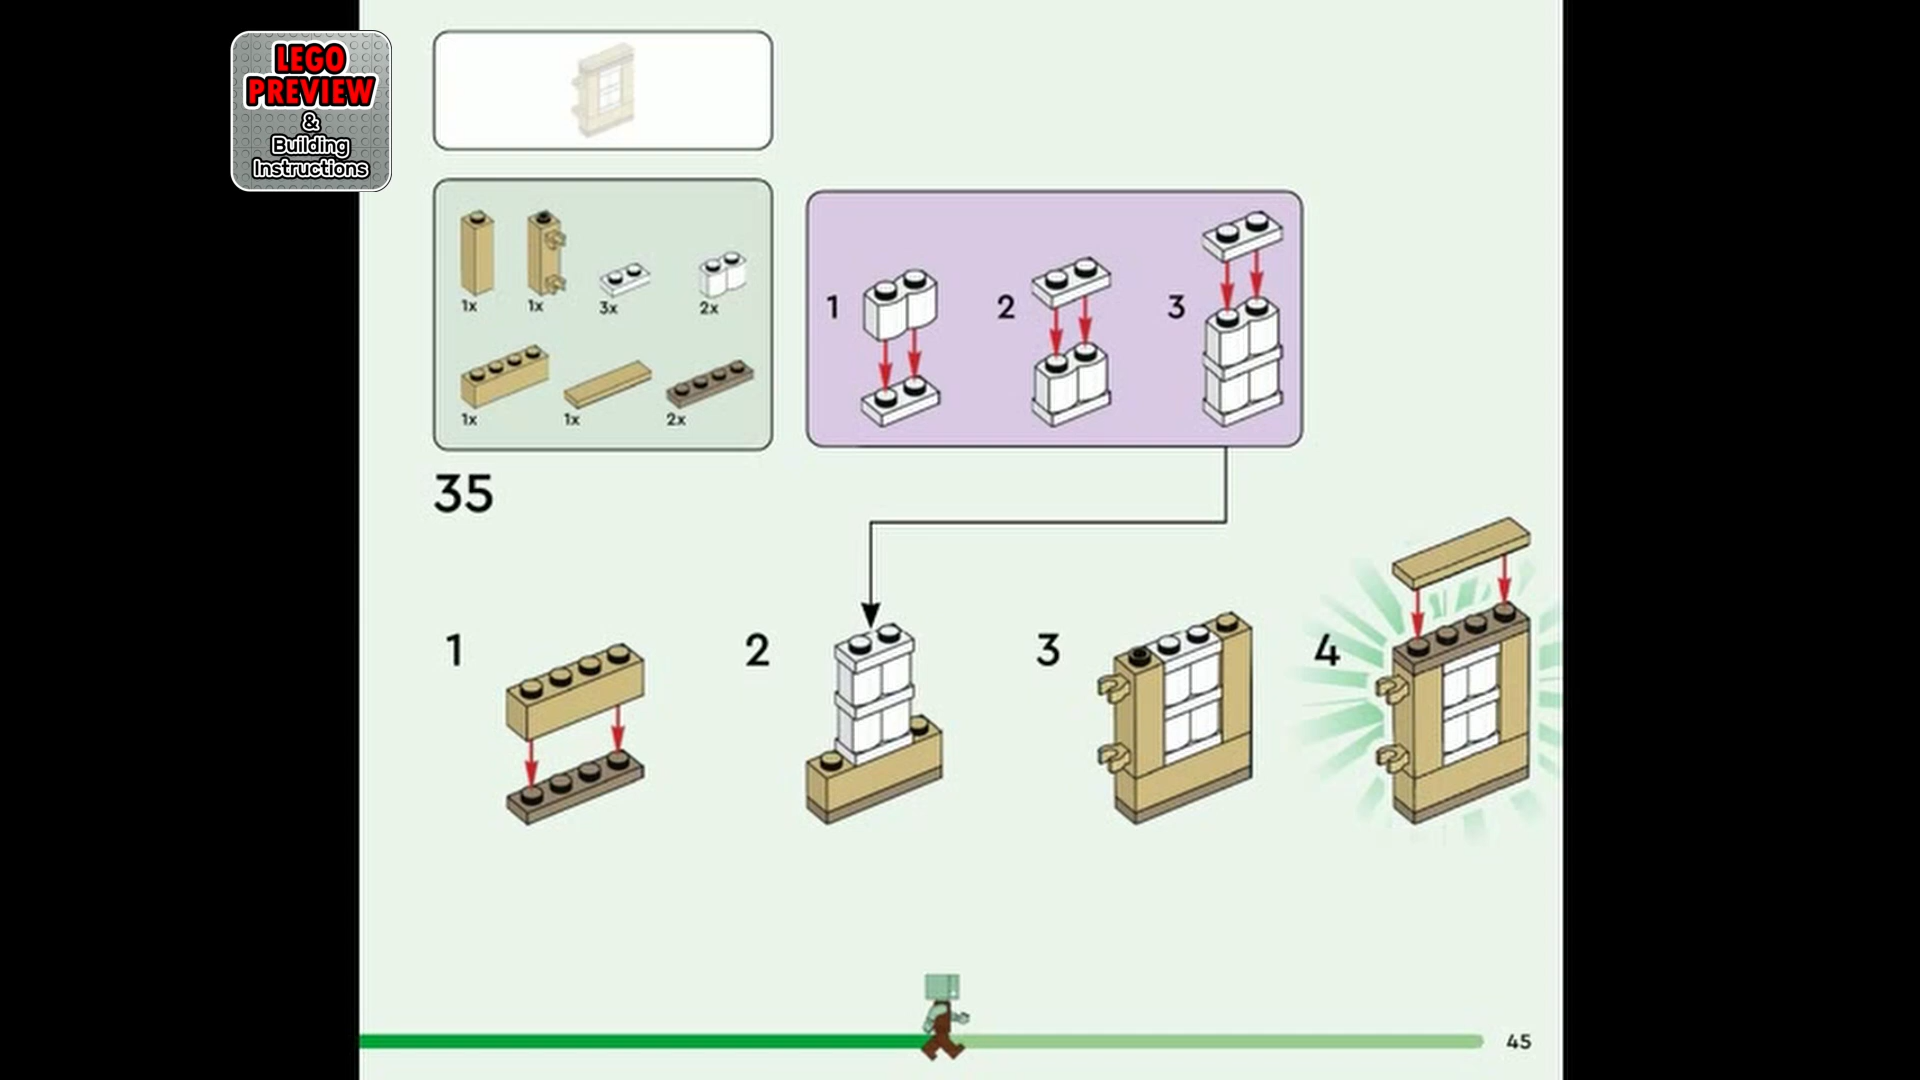 LEGO
PREVIEW
&
Building
Instructions
1x
1x
3x
2x
1x
1x
2x
1
2
3
35
1
2
3
4
45